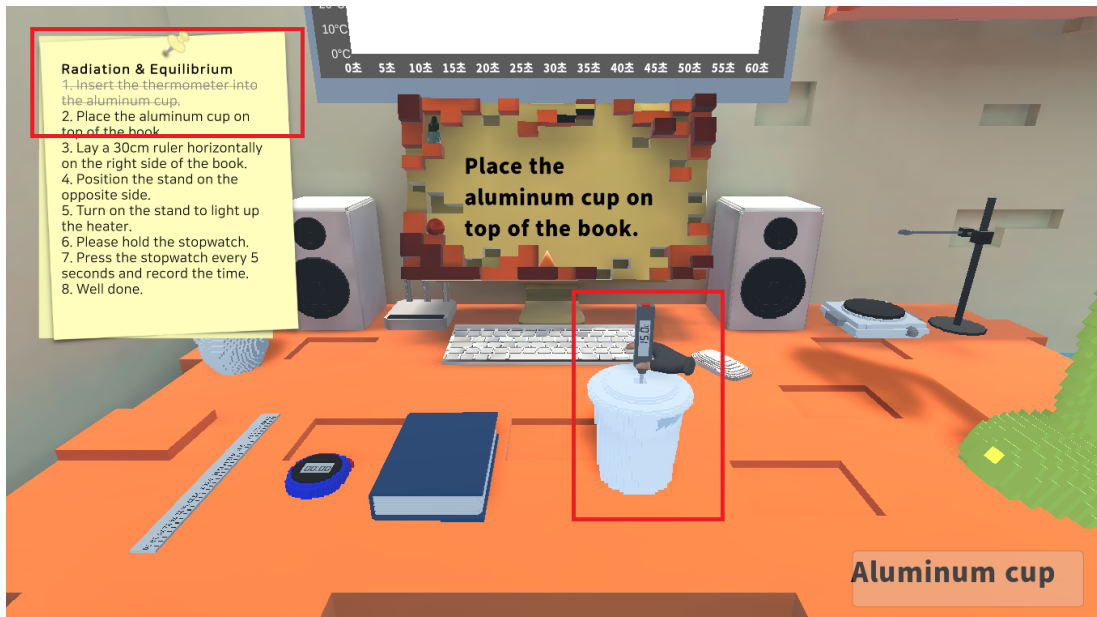 20°C
10°C
0°C
0초 5초 10초 15초 20초 25초 30초 35초 40초 45초 50초 55초 60초
Radiation & Equilibrium
1. Insert the thermometer into
the aluminum cup.
2. Place the aluminum cup on
top of the book.
3. Lay a 30cm ruler horizontally
on the right side of the book.
4. Position the stand on the
opposite side.
5. Turn on the stand to light up
the heater.
6. Please hold the stopwatch.
7. Press the stopwatch every 5
seconds and record the time.
8. Well done.
Place the
aluminum cup on
top of the book.
15.0
00:00
Aluminum cup